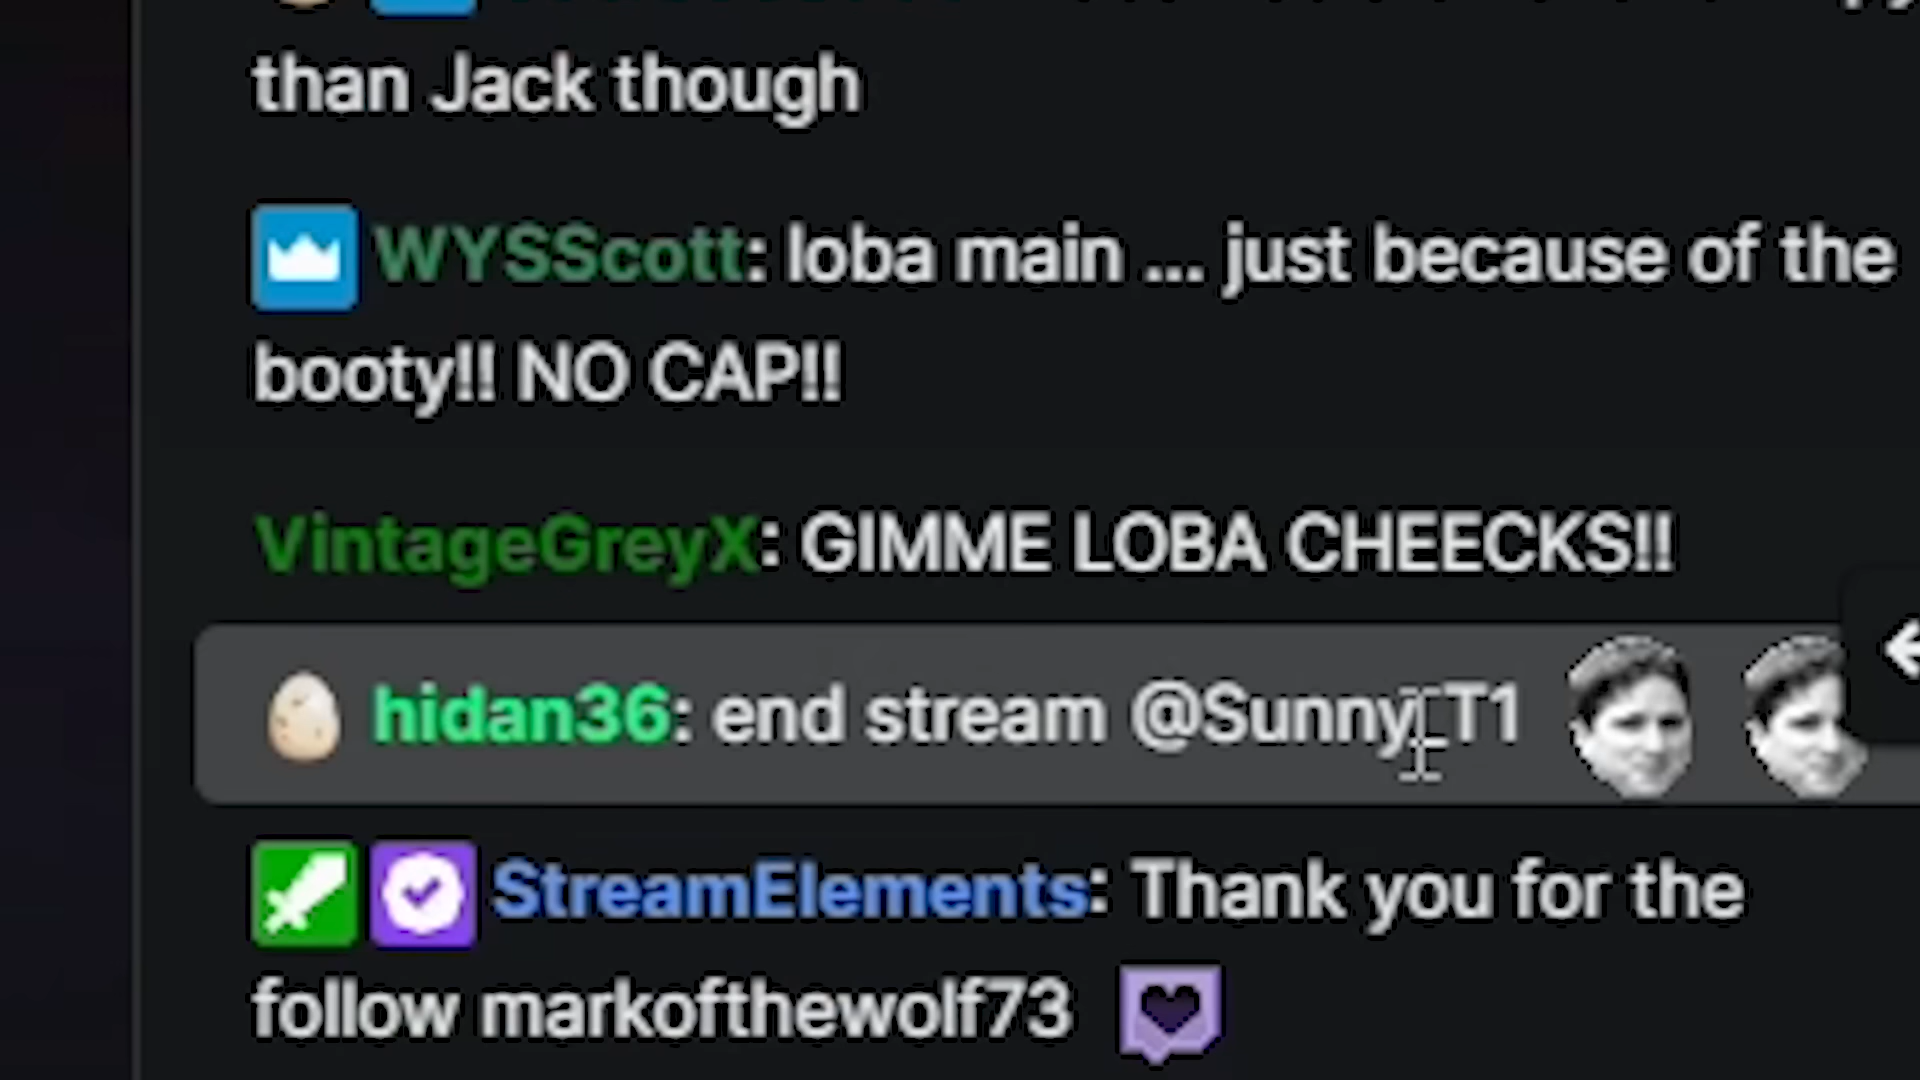 than Jack though
WYSScott: loba main ... just because of the
booty!! NO CAP!!
VintageGreyX: GIMME LOBA CHEECKS!!
hidan36: end stream @Sunny_T1
StreamElements: Thank you for the
follow markofthewolf73